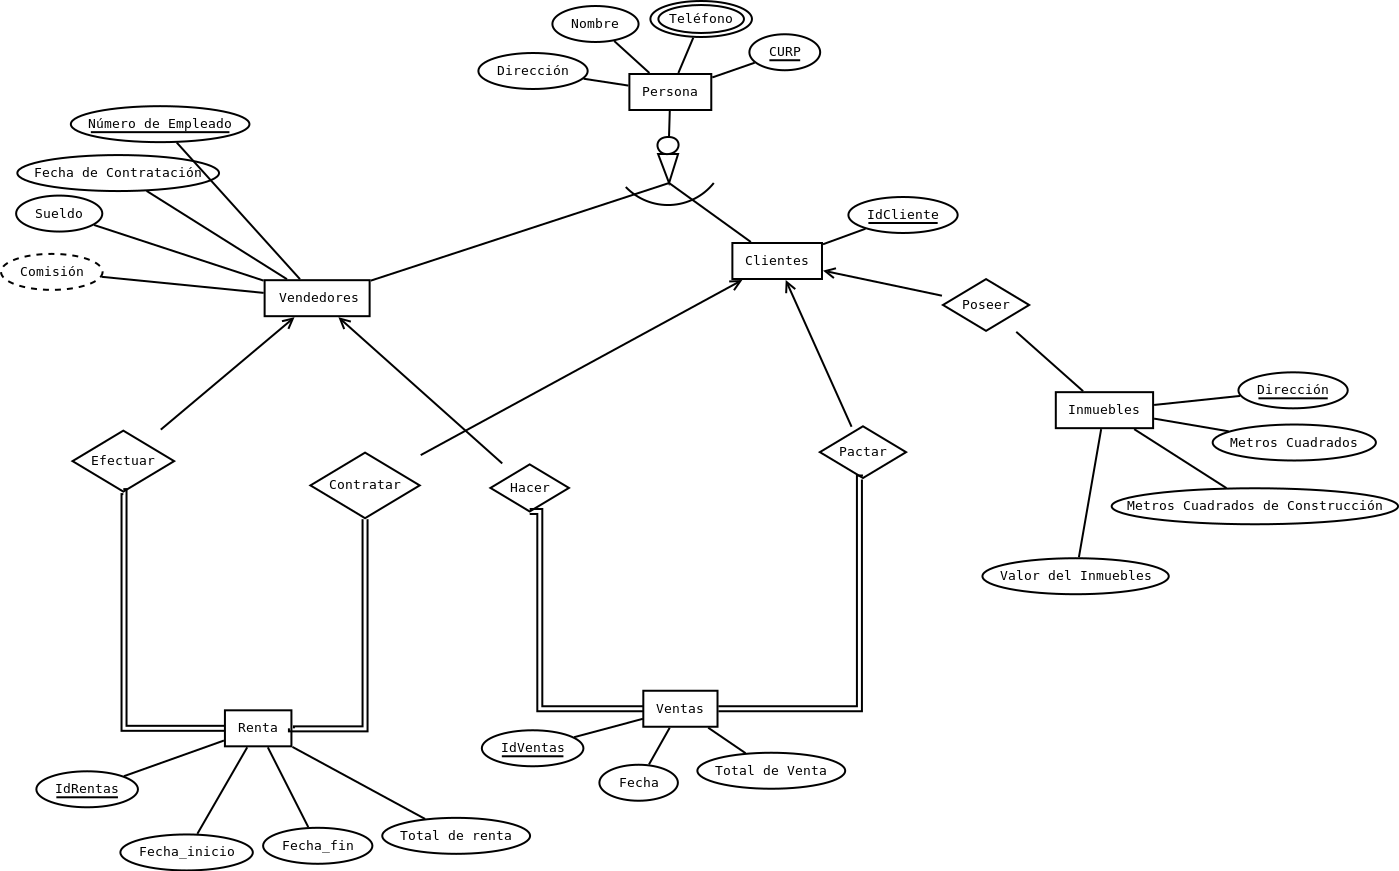 Nombre
Teléfono
CURP
Dirección
Persona
Número de Empleado
Fecha de Contratación
Sueldo
Comisión
Vendedores
IdCliente
Clientes
Poseer
Inmuebles
Dirección
Metros Cuadrados
Metros Cuadrados de Construcción
Valor del Inmuebles
Efectuar
Contratar
Hacer
Pactar
Renta
Ventas
IdRentas
Fecha_inicio
Fecha_fin
Total de renta
IdVentas
Fecha
Total de Venta